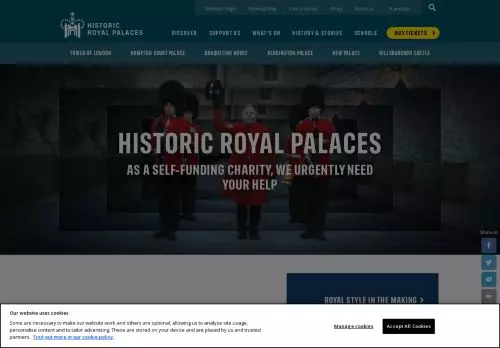 Member login Membership Hire a venue Shop About us Translate
HISTORIC
ROYAL PALACES
DISCOVER SUPPORT US WHAT'S ON HISTORY & STORIES SCHOOLS BUY TICKETS
TOWER OF LONDON HAMPTON COURT PALACE BANQUETING HOUSE KENSINGTON PALACE KEW PALACE HILLSBOROUGH CASTLE
HISTORIC ROYAL PALACES
AS A SELF-FUNDING CHARITY, WE URGENTLY NEED
YOUR HELP
Share to
ROYAL STYLE IN THE MAKING
Our website uses cookies
Some are necessary to make our website work and others are optional, allowing us to analyse site usage,
personalise content and to tailor advertising. These are stored on your device and are placed by us and trusted
partners. Find out more in our cookie policy.
Manage cookies
Accept All Cookies